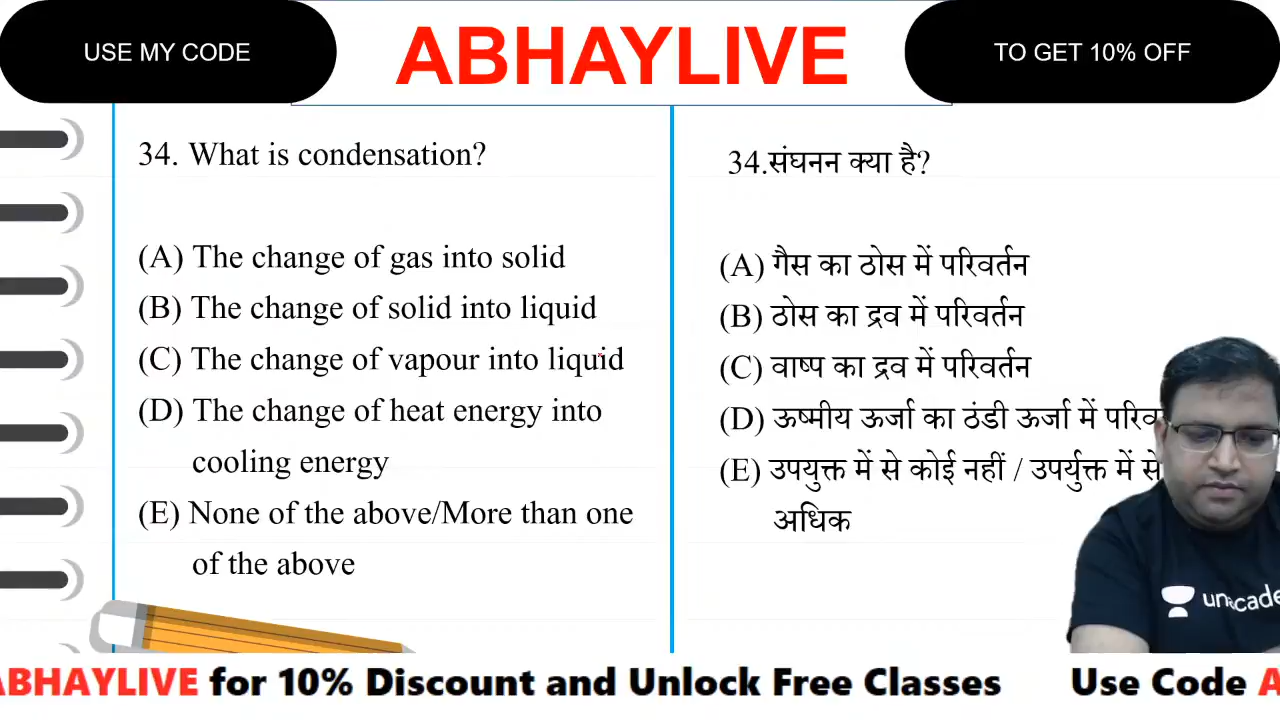 USE MY CODE
ABHAYLIVE
TO GET 10% OFF
34. What is condensation?
(A) The change of gas into solid
(B) The change of solid into liquid
(C) The change of vapour into liquid
(D) The change of heat energy into
cooling energy
(E) None of the above/More than one
of the above
34.संघनन क्या है?
(A) गैस का ठोस में परिवर्तन
(B) ठोस का द्रव में परिवर्तन
(C) वाष्प का द्रव में परिवर्तन
(D) ऊष्मीय ऊर्जा का ठंडी ऊर्जा में
(E) उपयुक्त में से कोई नहीं / उपर्युक्त में से
अधिक
ABHAYLIVE for 10% Discount and Unlock Free Classes
Use Code